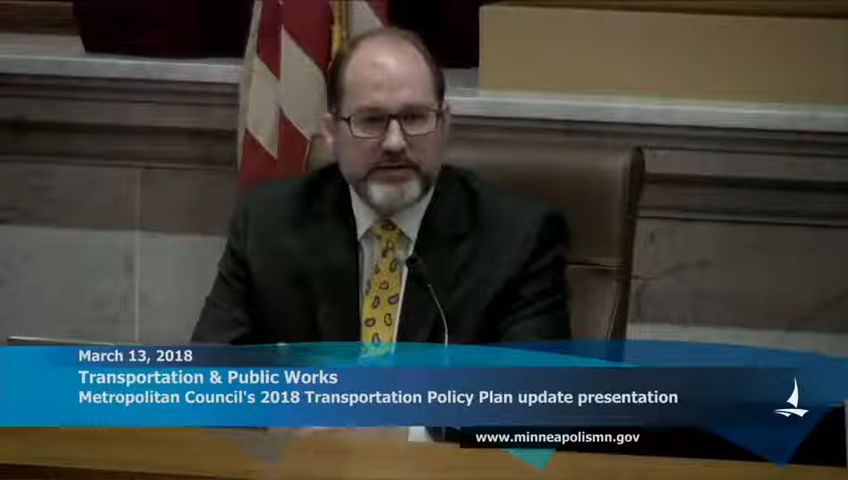 March 13, 2018
Transportation & Public Works
Metropolitan Council's 2018 Transportation Policy Plan update presentation
www.minneapolismn.gov